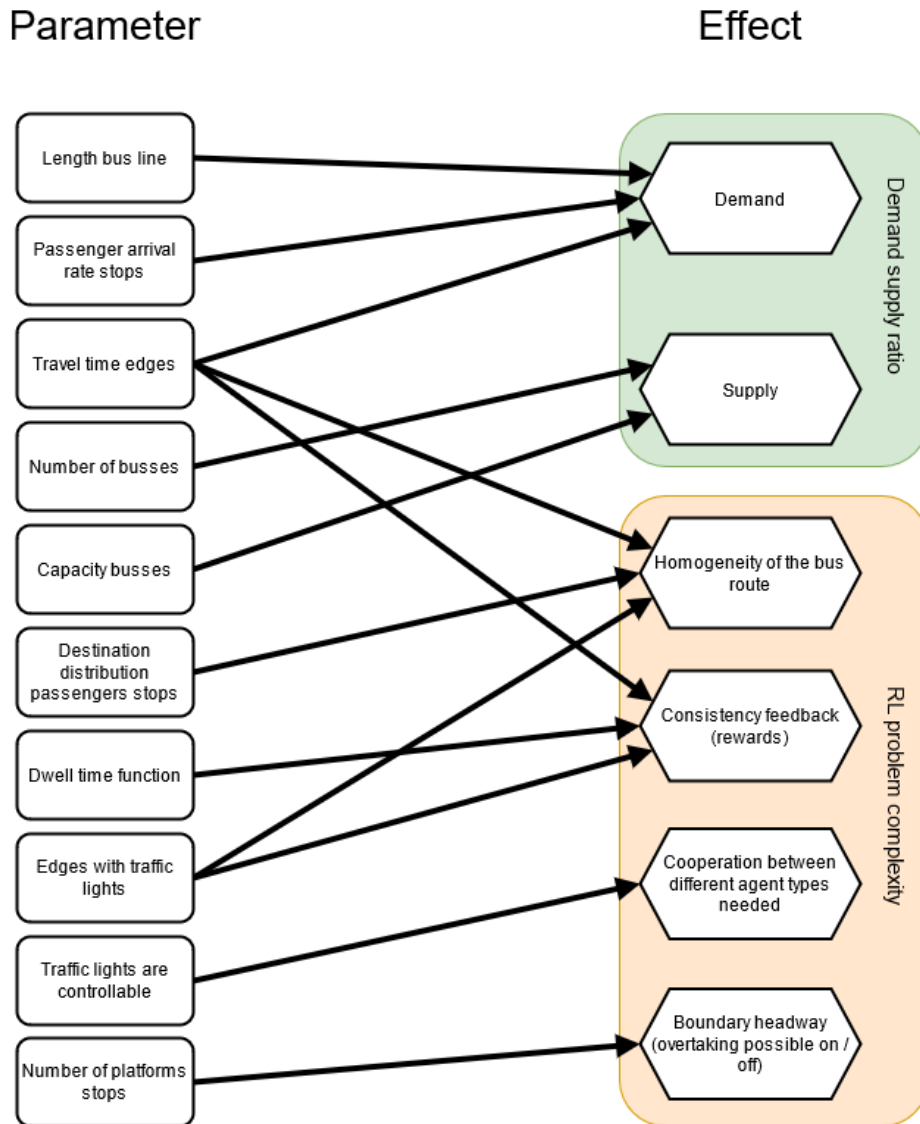 Parameter
Effect
Length bus line
Passenger arrival
rate stops
Travel time edges
Number of busses
Capacity busses
Destination
distribution
passengers stops
Dwell time function
Edges with traffic
lights
Traffic lights are
controllable
Number of platforms
stops
Demand
Supply
Demand supply ratio
Homogeneity of the bus
route
Consistency feedback
(rewards)
Cooperation between
different agent types
needed
Boundary headway
(overtaking possible on /
off)
RL problem complexity